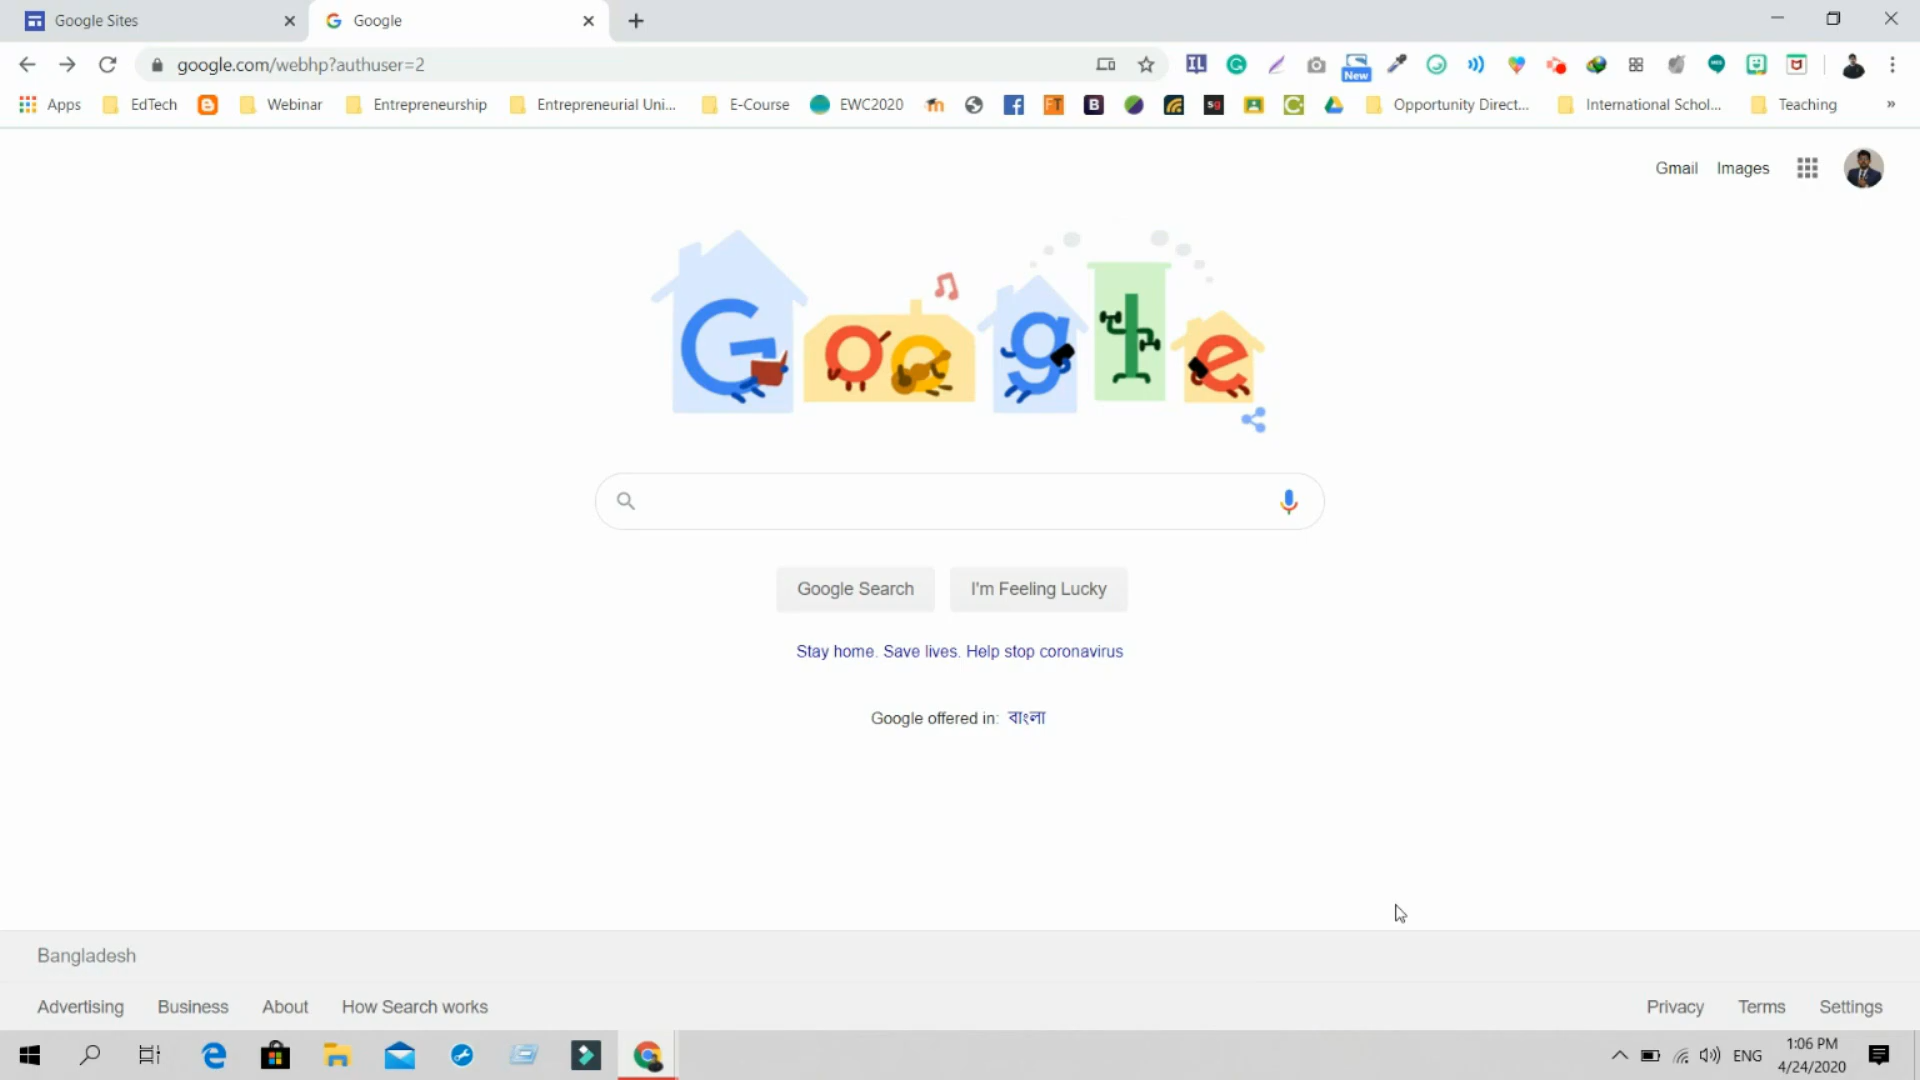 Google Sites
Google
google.com/webhp?authuser=2
New
Apps
EdTech
Webinar
Entrepreneurship
Entrepreneurial Uni...
E-Course
EWC2020
Opportunity Direct...
International Schol...
Teaching
»
Gmail Images
Google
Google Search
I'm Feeling Lucky
Stay home. Save lives. Help stop coronavirus
Google offered in: বাংলা
Bangladesh
Advertising Business About How Search works
Privacy Terms Settings
ENG
1:06 PM
4/24/2020